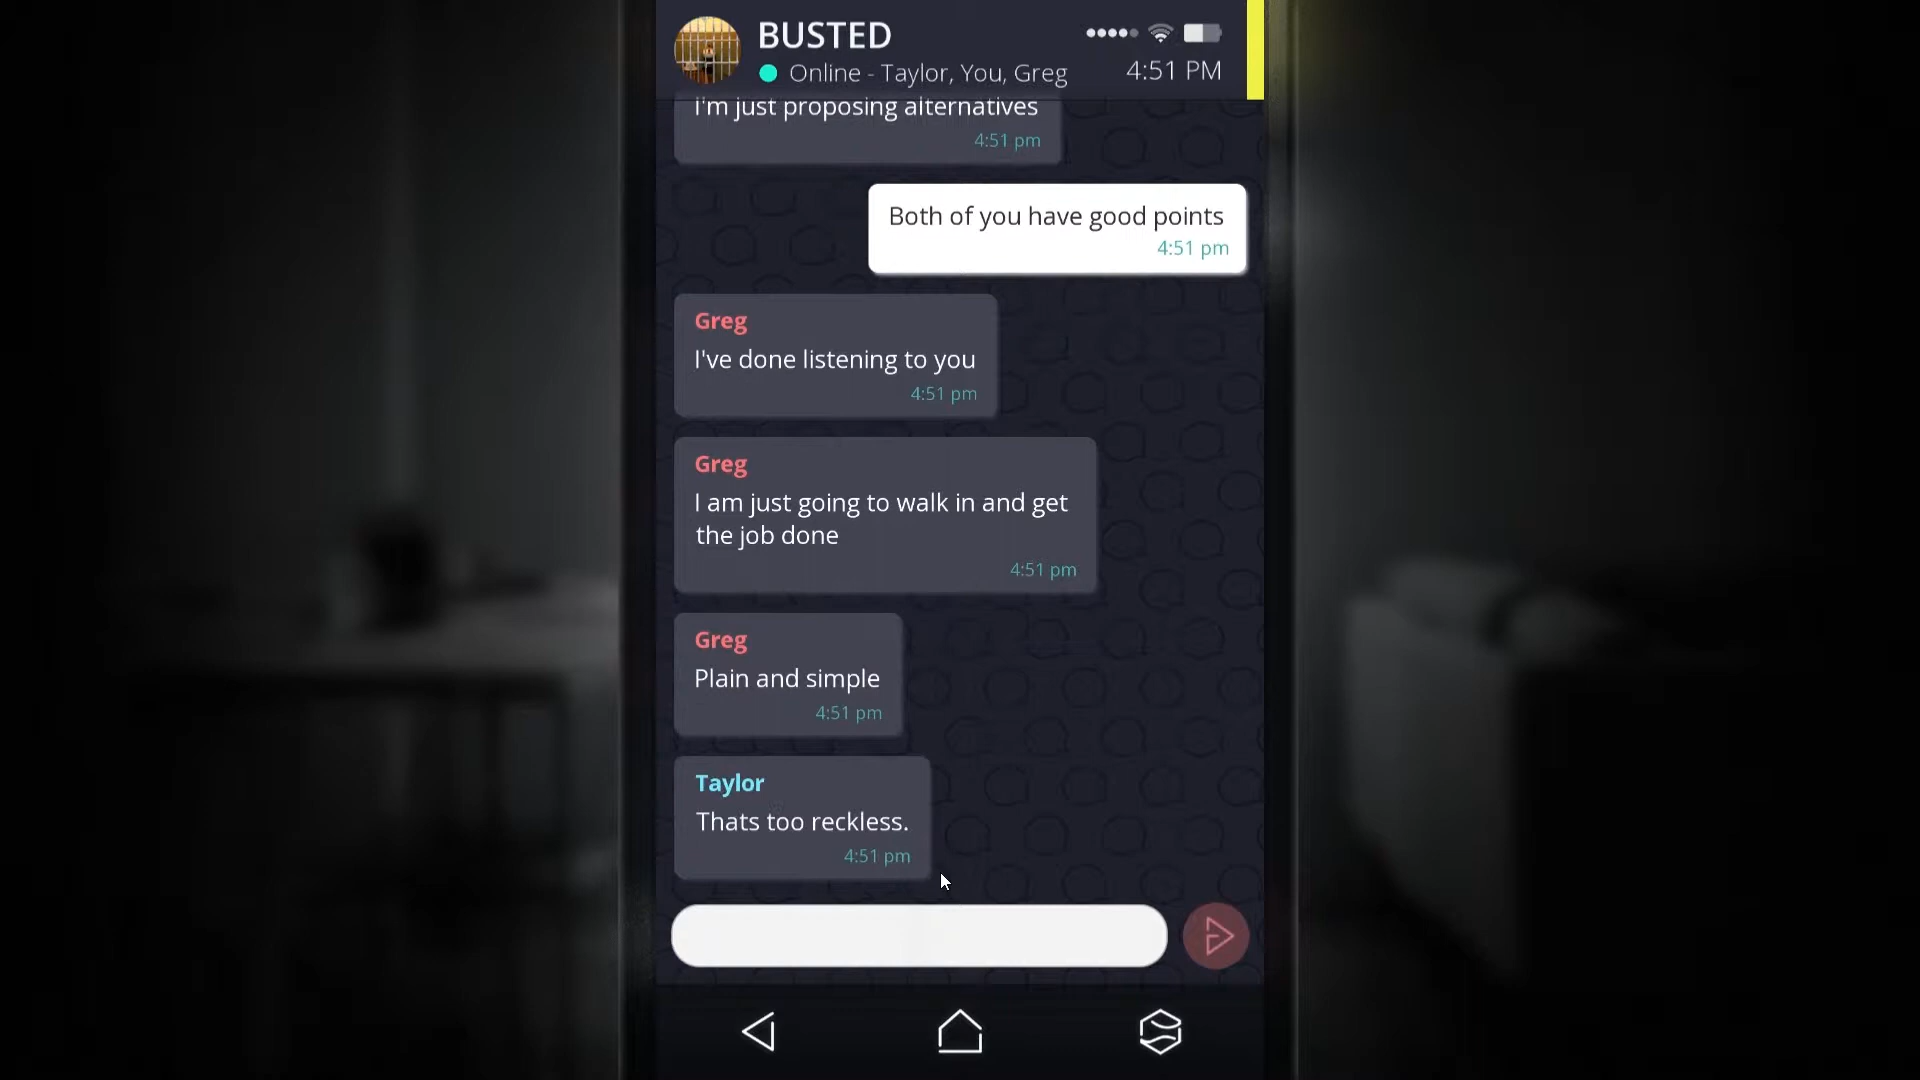 BUSTED
Online - Taylor, You, Greg
4:51 PM
I'm just proposing alternatives
4:51 pm
Both of you have good points
4:51 pm
Greg
I've done listening to you
4:51 pm
Greg
I am just going to walk in and get
the job done
4:51 pm
Greg
Plain and simple
4:51 pm
Taylor
Thats too reckless.
4:51 pm